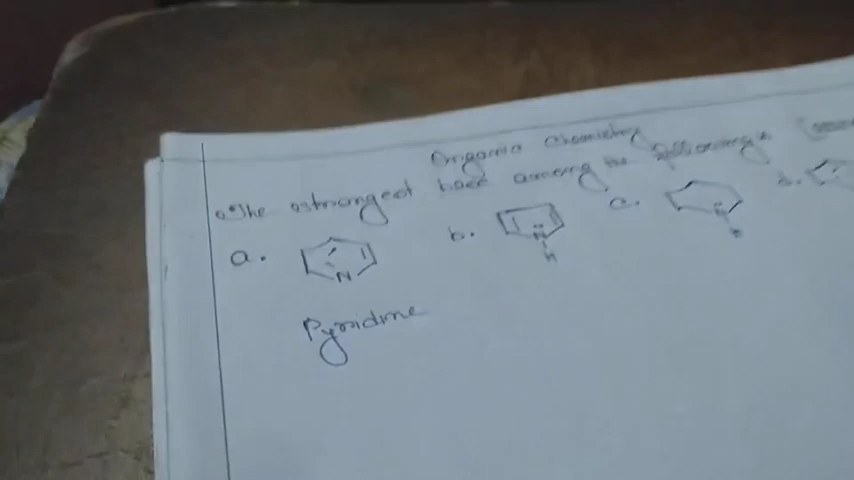 Organic Chemistry
The strongest base among the following
a. N b. N H c. N H d.
Pyridine